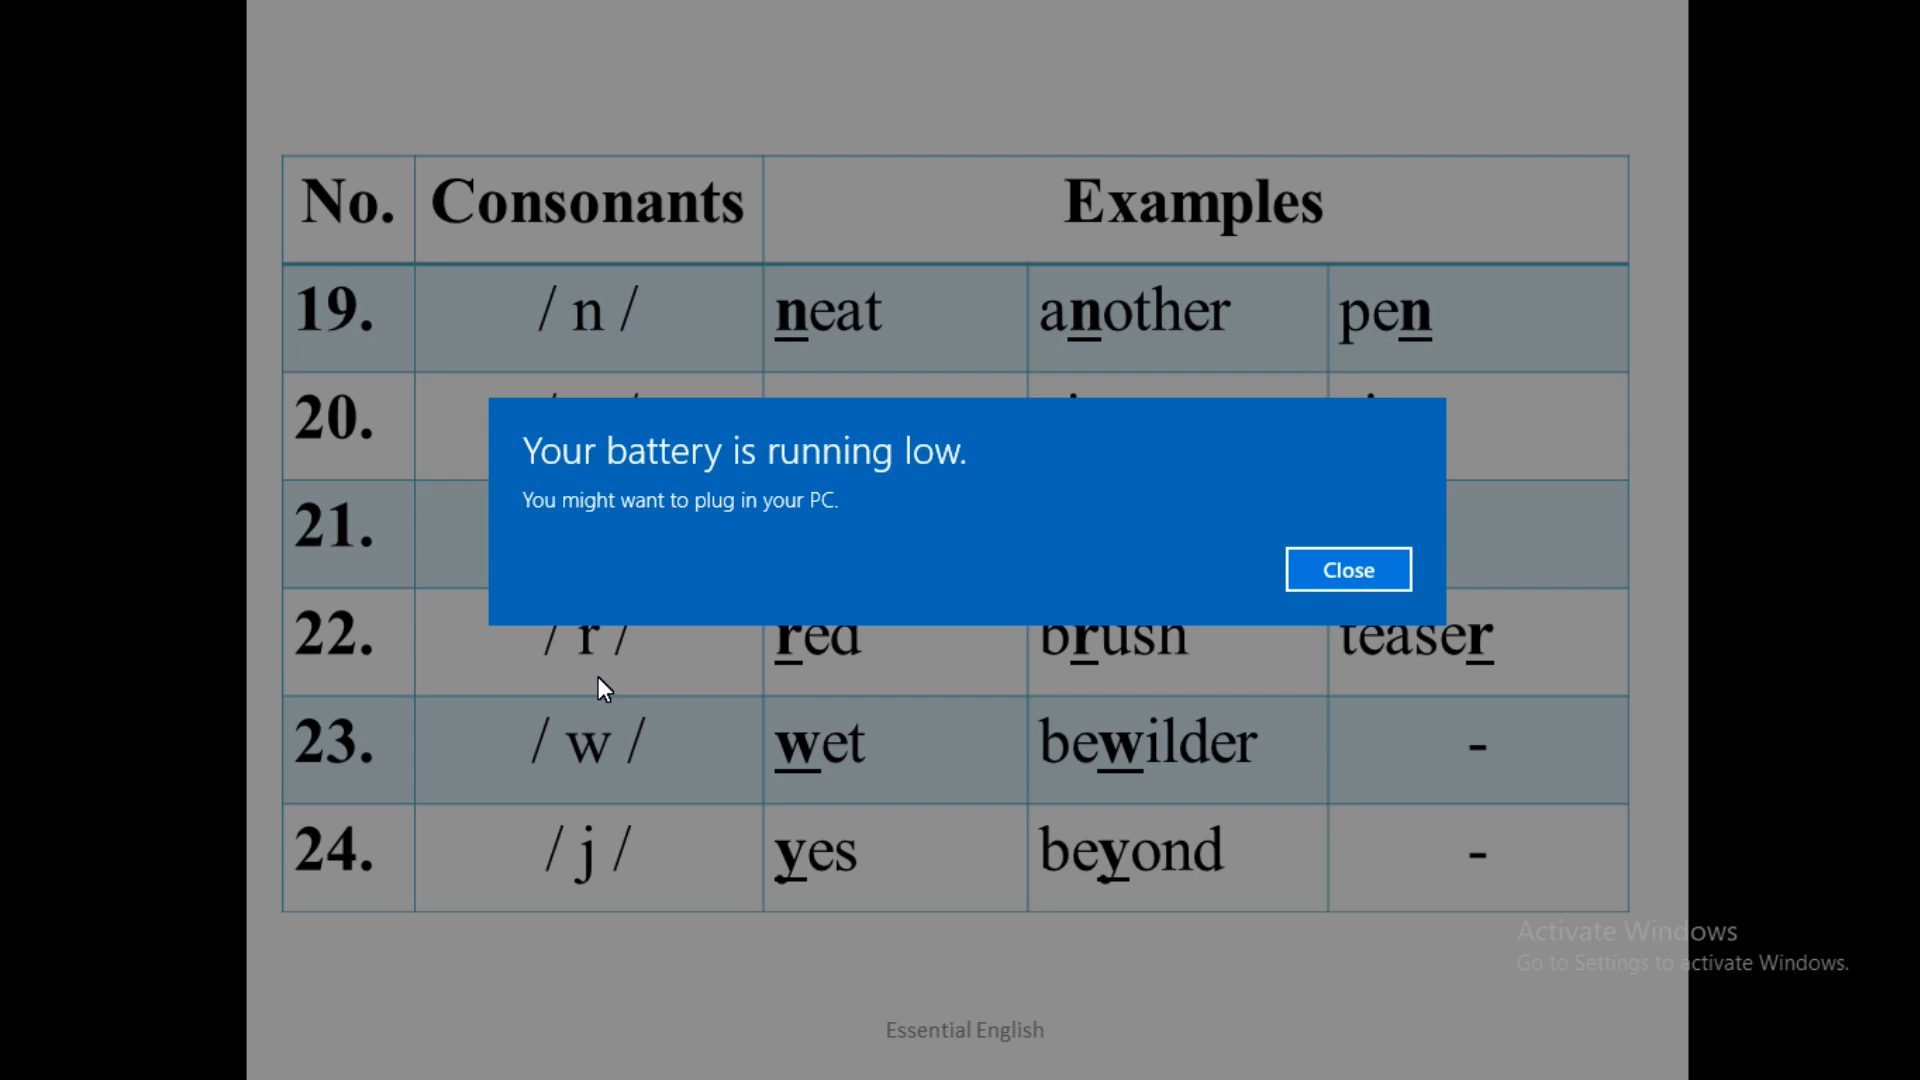 No. Consonants Examples
19. / n / neat another pen
20.
Your battery is running low.
You might want to plug in your PC.
21.
Close
22. / r / red brush teaser
23. / w / wet bewilder -
24. / j / yes beyond -
Activate Windows
Go to Settings to activate Windows.
Essential English